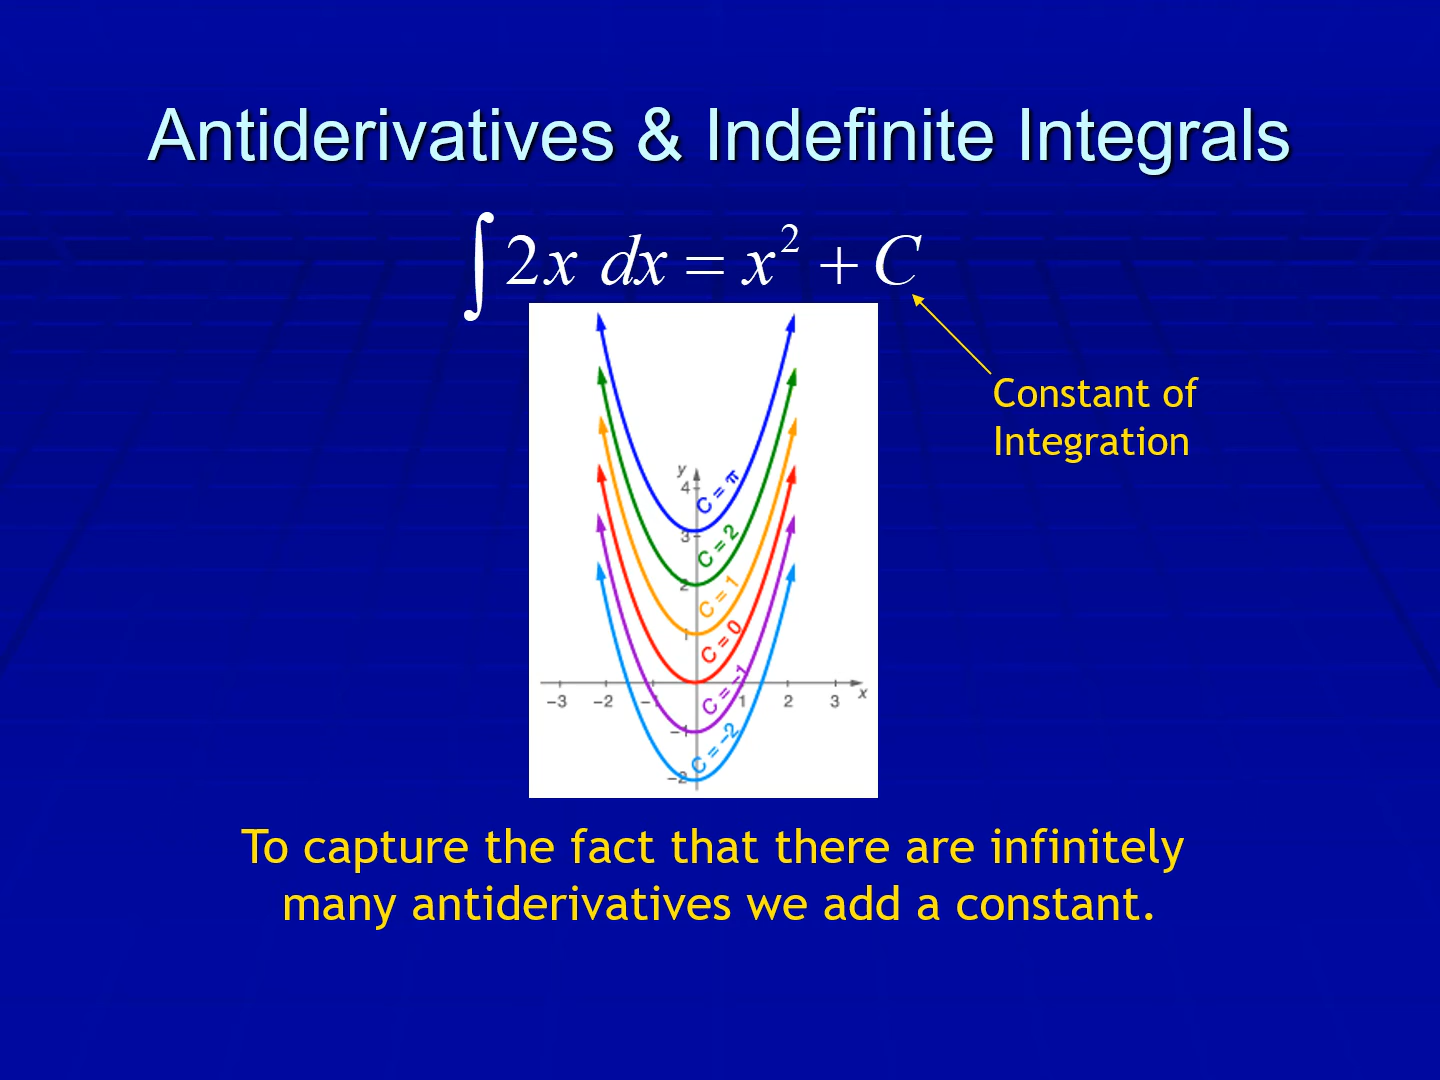 Antiderivatives & Indefinite Integrals
∫ 2x dx = x² + C
Constant of
Integration
y
4
C = π
3
C = 2
2
C = 1
1
C = 0
−3 −2 −1 1 2 3 x
C = −1
−1
C = −2
−2
To capture the fact that there are infinitely
many antiderivatives we add a constant.